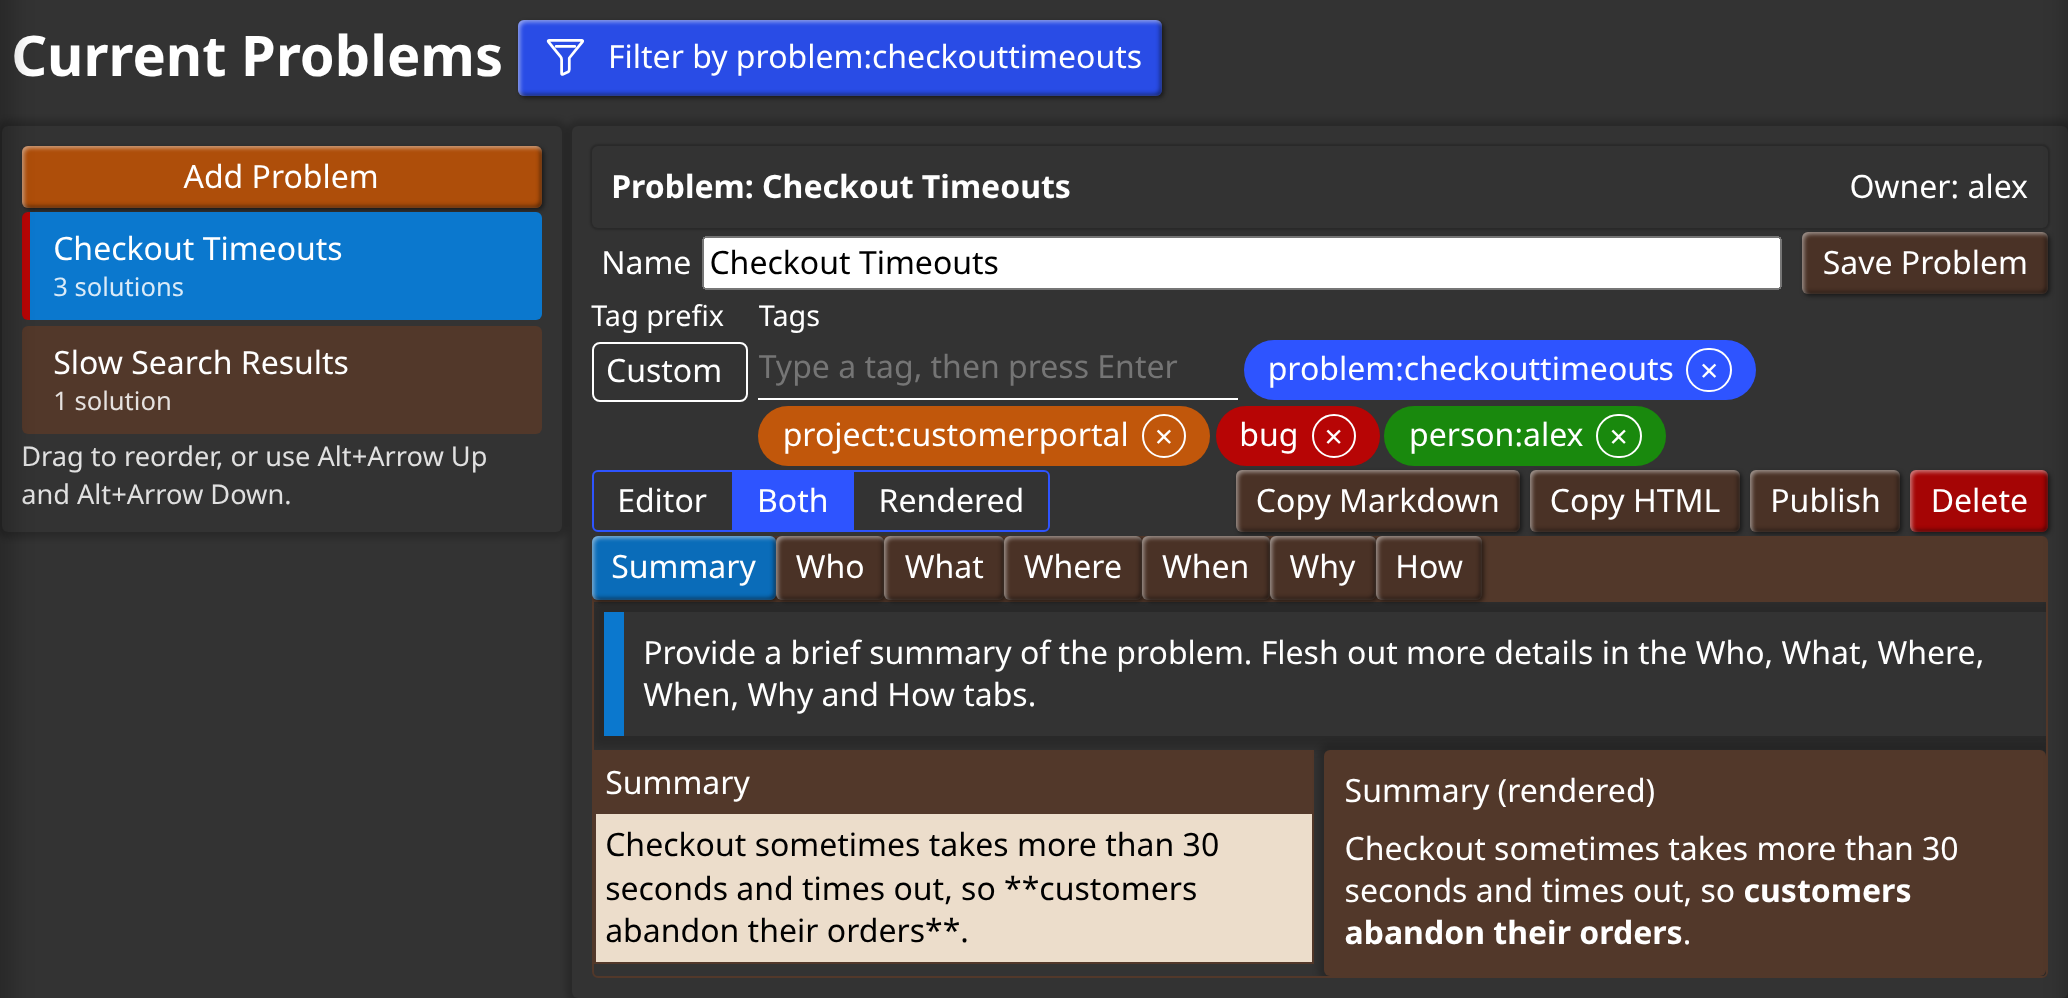 Current Problems
Filter by problem:checkouttimeouts
Add Problem
Checkout Timeouts
3 solutions
Slow Search Results
1 solution
Drag to reorder, or use Alt+Arrow Up
and Alt+Arrow Down.
Problem: Checkout Timeouts
Owner: alex
Name
Checkout Timeouts
Save Problem
Tag prefix
Tags
Custom
Type a tag, then press Enter
problem:checkouttimeouts
project:customerportal
bug
person:alex
Editor
Both
Rendered
Copy Markdown
Copy HTML
Publish
Delete
Summary
Who
What
Where
When
Why
How
Provide a brief summary of the problem. Flesh out more details in the Who, What, Where,
When, Why and How tabs.
Summary
Checkout sometimes takes more than 30
seconds and times out, so **customers
abandon their orders**.
Summary (rendered)
Checkout sometimes takes more than 30
seconds and times out, so customers
abandon their orders.